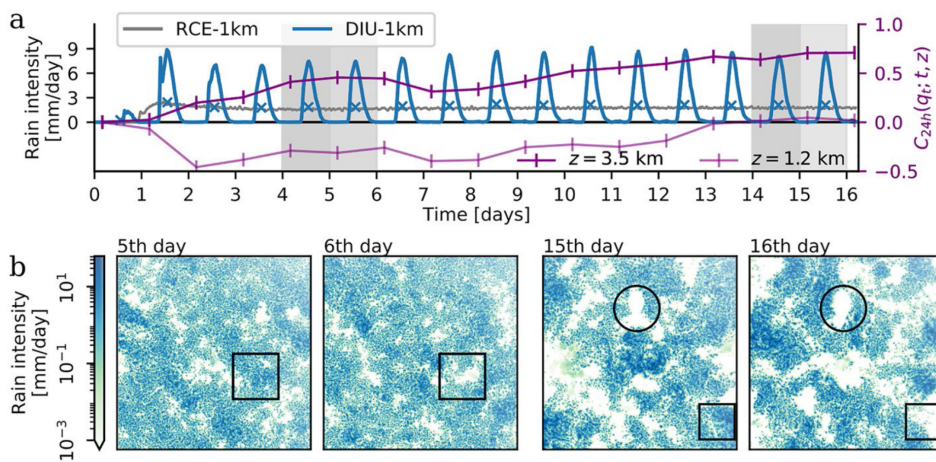 a
RCE-1km
DIU-1km
Rain intensity
[mm/day]
9
6
3
0
1.0
0.5
0.0
−0.5
C24h(qt; t, z)
z = 3.5 km
z = 1.2 km
0 1 2 3 4 5 6 7 8 9 10 11 12 13 14 15 16
Time [days]
b
5th day
6th day
15th day
16th day
Rain intensity
[mm/day]
10^1
10^−1
10^−3